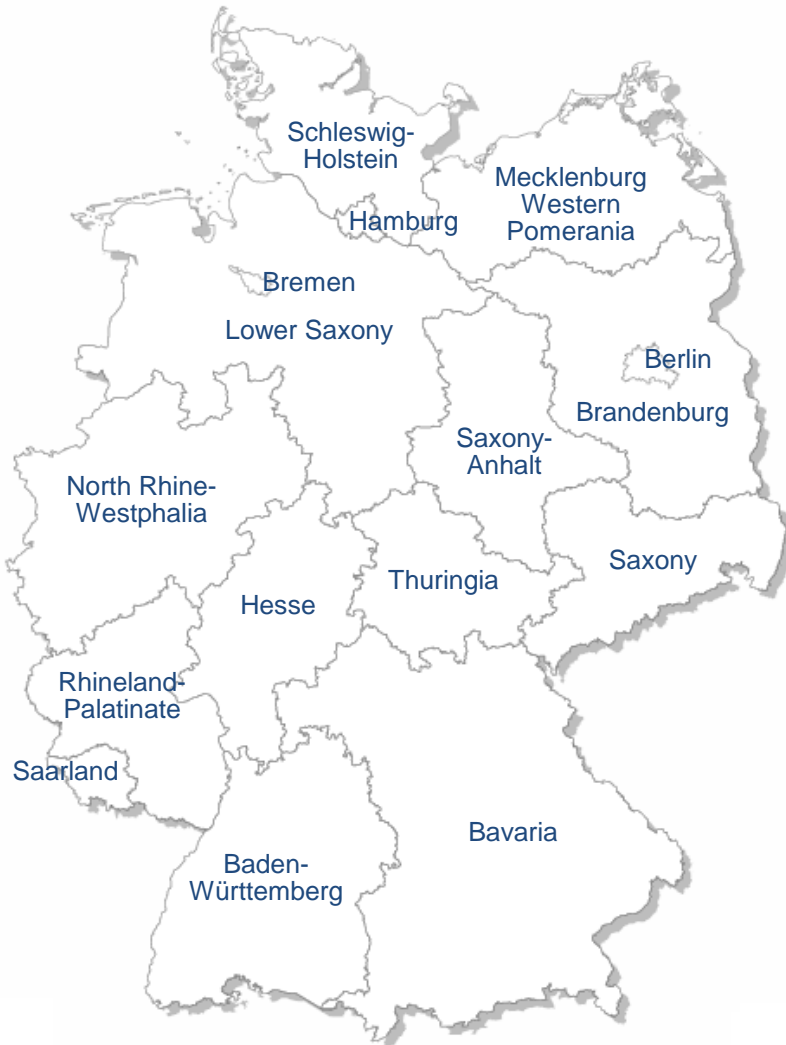 Schleswig-
Holstein
Mecklenburg
Western
Pomerania
Hamburg
Bremen
Lower Saxony
Berlin
Brandenburg
Saxony-
Anhalt
North Rhine-
Westphalia
Saxony
Thuringia
Hesse
Rhineland-
Palatinate
Saarland
Bavaria
Baden-
Württemberg